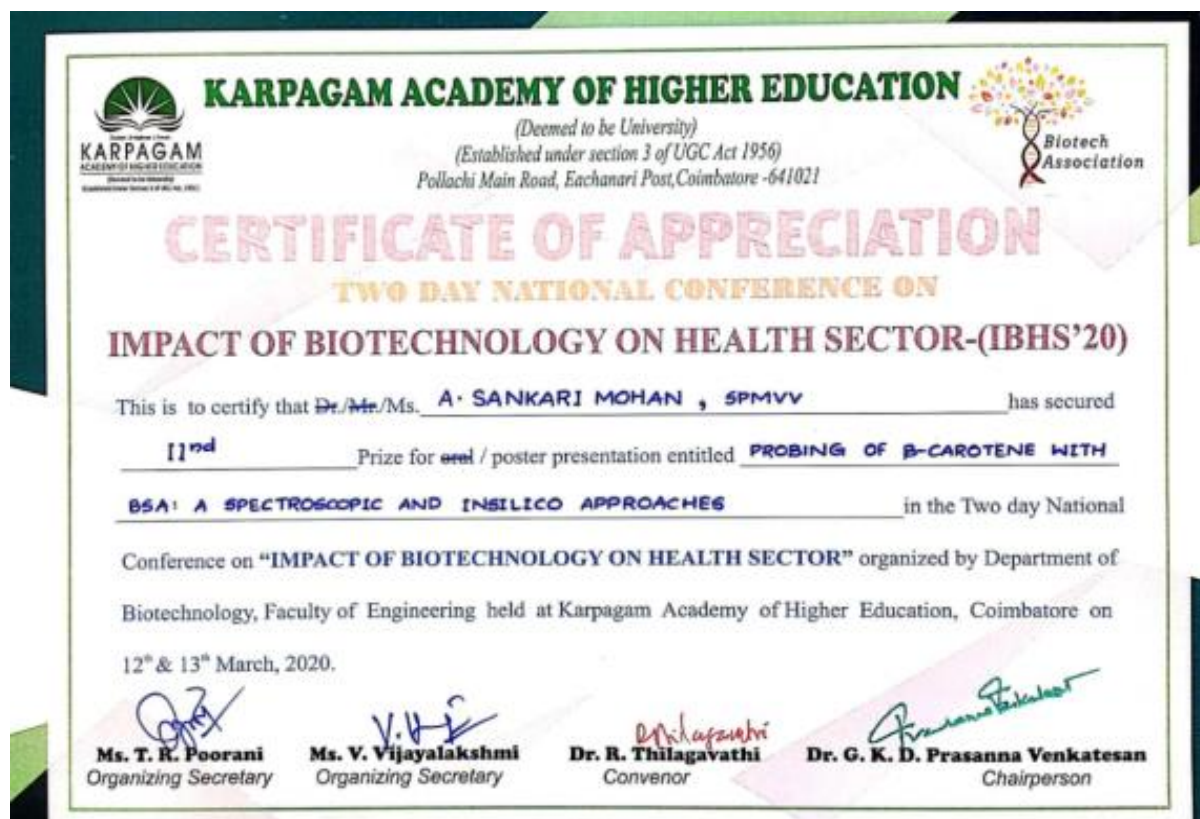 KARPAGAM ACADEMY OF HIGHER EDUCATION
(Deemed to be University)
(Established under section 3 of UGC Act 1956)
Pollachi Main Road, Eachanari Post,Coimbatore -641021
KARPAGAM
ACADEMY OF HIGHER EDUCATION
Biotech
Association
CERTIFICATE OF APPRECIATION
TWO DAY NATIONAL CONFERENCE ON
IMPACT OF BIOTECHNOLOGY ON HEALTH SECTOR-(IBHS'20)
This is to certify that Dr./Mr./Ms. A. SANKARI MOHAN , SPMVV has secured
IInd Prize for oral / poster presentation entitled PROBING OF B-CAROTENE WITH
BSA: A SPECTROSCOPIC AND INSILICO APPROACHES in the Two day National
Conference on “IMPACT OF BIOTECHNOLOGY ON HEALTH SECTOR” organized by Department of
Biotechnology, Faculty of Engineering held at Karpagam Academy of Higher Education, Coimbatore on
12th & 13th March, 2020.
Ms. T. R. Poorani Ms. V. Vijayalakshmi Dr. R. Thilagavathi Dr. G. K. D. Prasanna Venkatesan
Organizing Secretary Organizing Secretary Convenor Chairperson